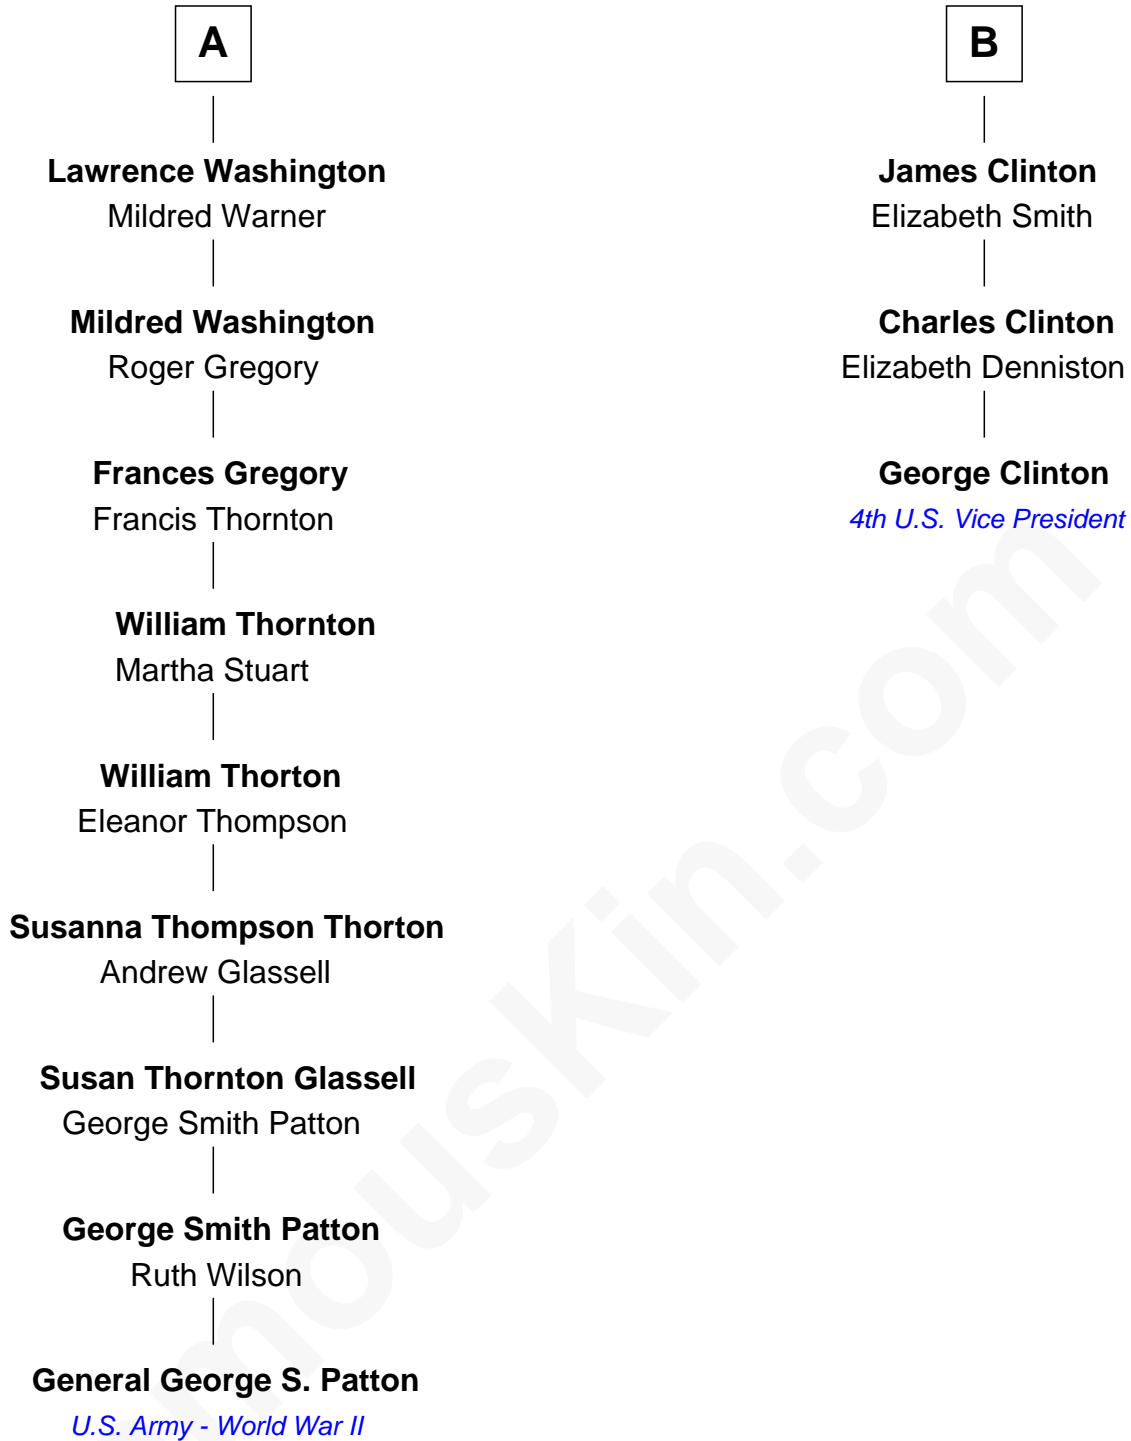 A
Lawrence Washington
Mildred Warner
Mildred Washington
Roger Gregory
Frances Gregory
Francis Thornton
William Thornton
Martha Stuart
William Thorton
Eleanor Thompson
Susanna Thompson Thorton
Andrew Glassell
Susan Thornton Glassell
George Smith Patton
George Smith Patton
Ruth Wilson
General George S. Patton
U.S. Army - World War II
B
James Clinton
Elizabeth Smith
Charles Clinton
Elizabeth Denniston
George Clinton
4th U.S. Vice President
mousKin.com